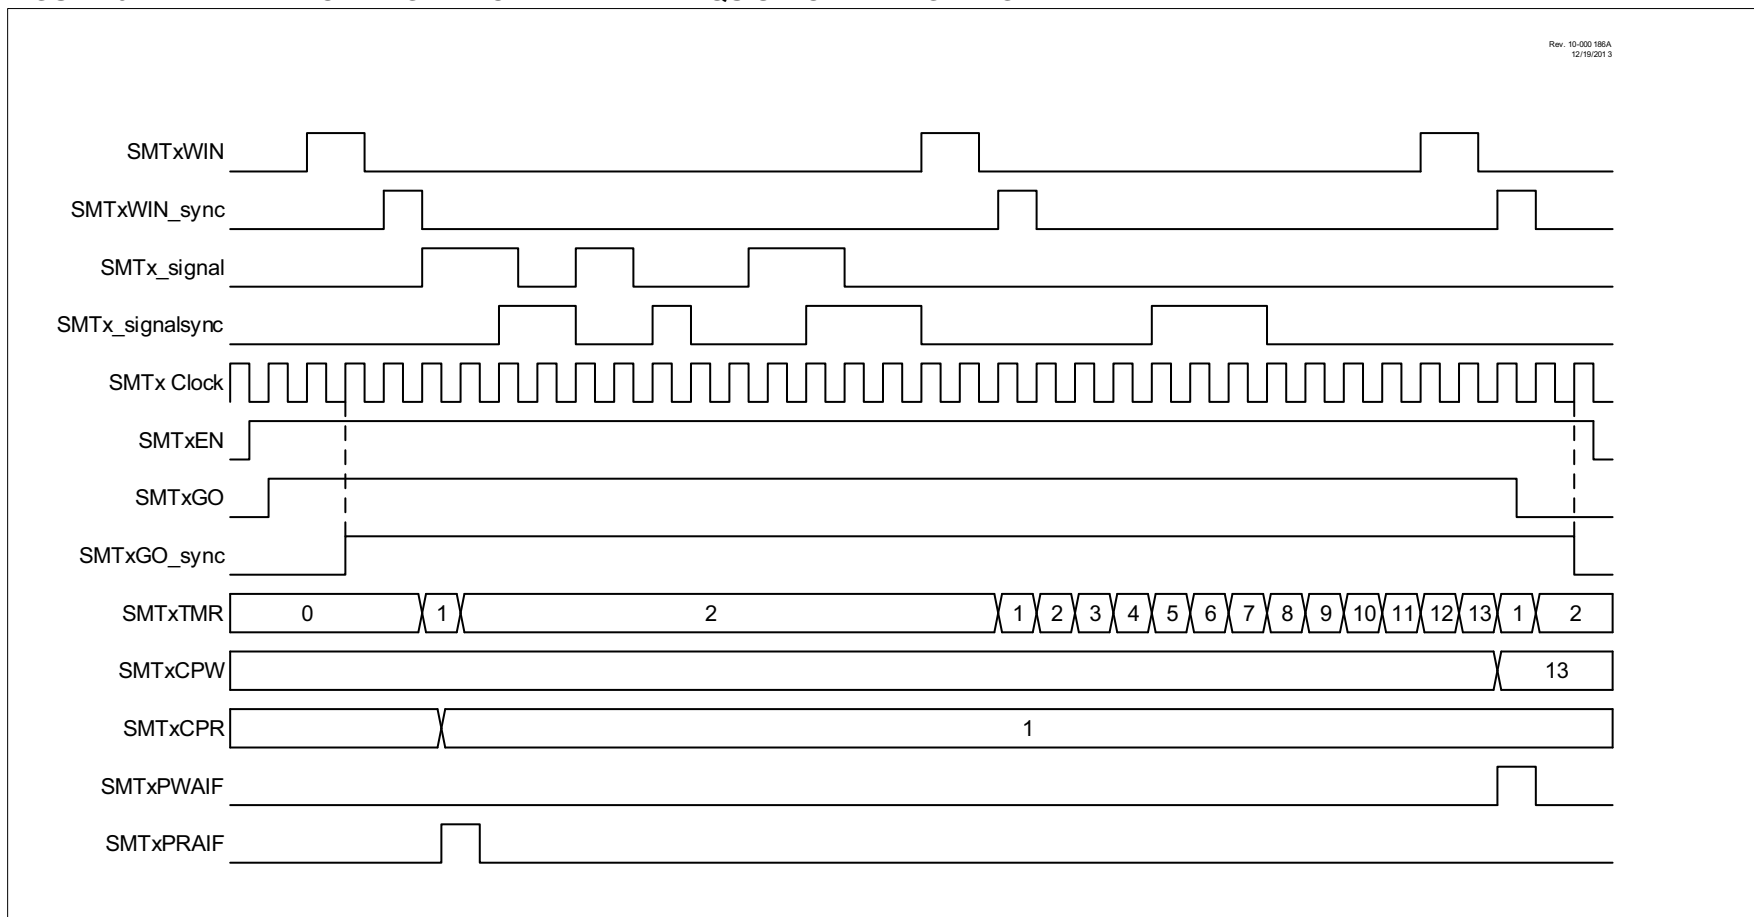 Rev. 10-000 186A
12/19/201 3
SMTxWIN
SMTxWIN_sync
SMTx_signal
SMTx_signalsync
SMTx Clock
SMTxEN
SMTxGO
SMTxGO_sync
SMTxTMR 0 1 2 1 2 3 4 5 6 7 8 9 10 11 12 13 1 2
SMTxCPW 13
SMTxCPR 1
SMTxPWAIF
SMTxPRAIF